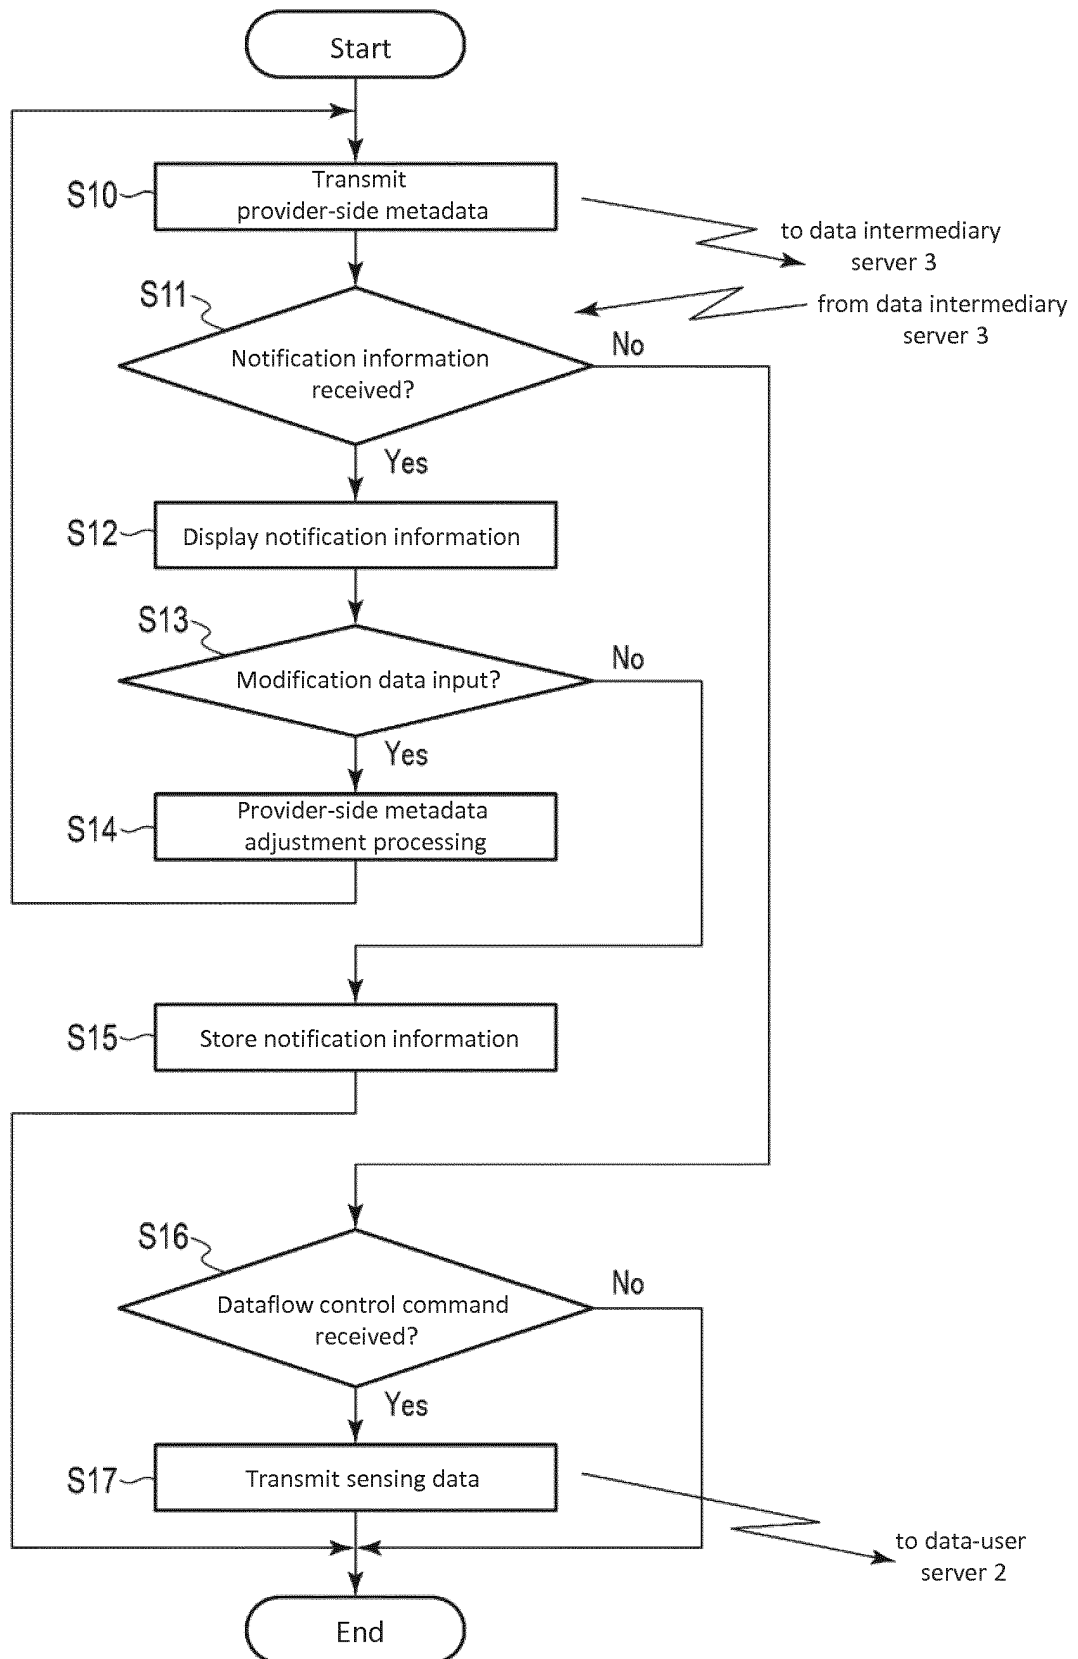 Start
S10
Transmit
provider-side metadata
to data intermediary
server 3
S11
from data intermediary
server 3
No
Notification information
received?
Yes
S12
Display notification information
S13
No
Modification data input?
Yes
S14
Provider-side metadata
adjustment processing
S15
Store notification information
S16
No
Dataflow control command
received?
Yes
S17
Transmit sensing data
to data-user
server 2
End